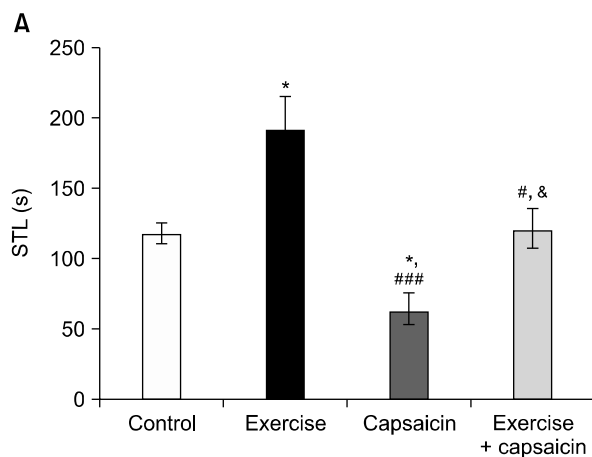 A
250
200
150
100
50
0
STL (s)
*
*,
###
#, &
Control
Exercise
Capsaicin
Exercise
+ capsaicin